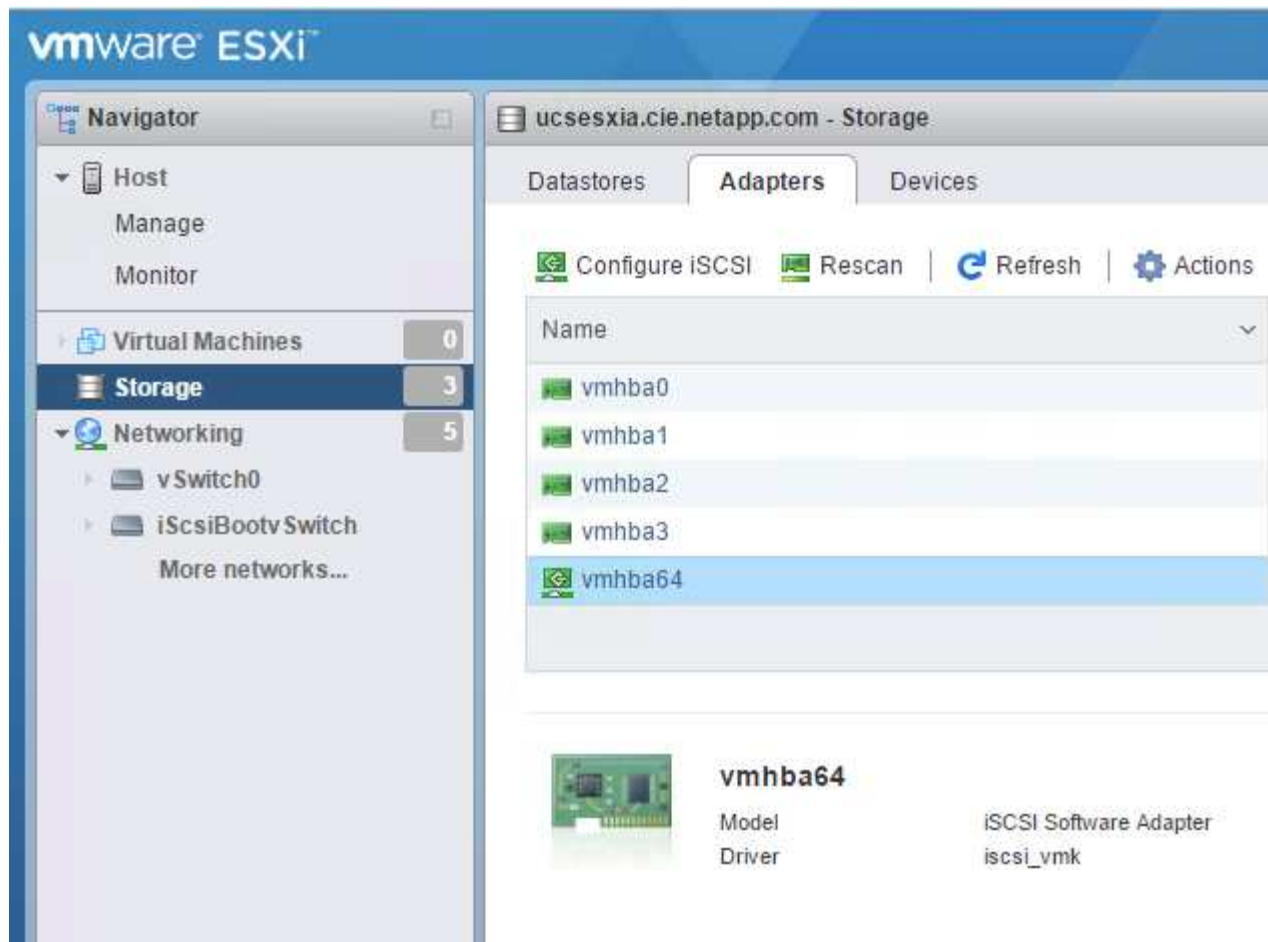 vmware ESXi™
Navigator
Host
Manage
Monitor
Virtual Machines 0
Storage 3
Networking 5
vSwitch0
iScsiBootvSwitch
More networks...
ucsesxia.cie.netapp.com - Storage
Datastores Adapters Devices
Configure iSCSI Rescan Refresh Actions
Name
vmhba0
vmhba1
vmhba2
vmhba3
vmhba64
vmhba64
Model iSCSI Software Adapter
Driver iscsi_vmk